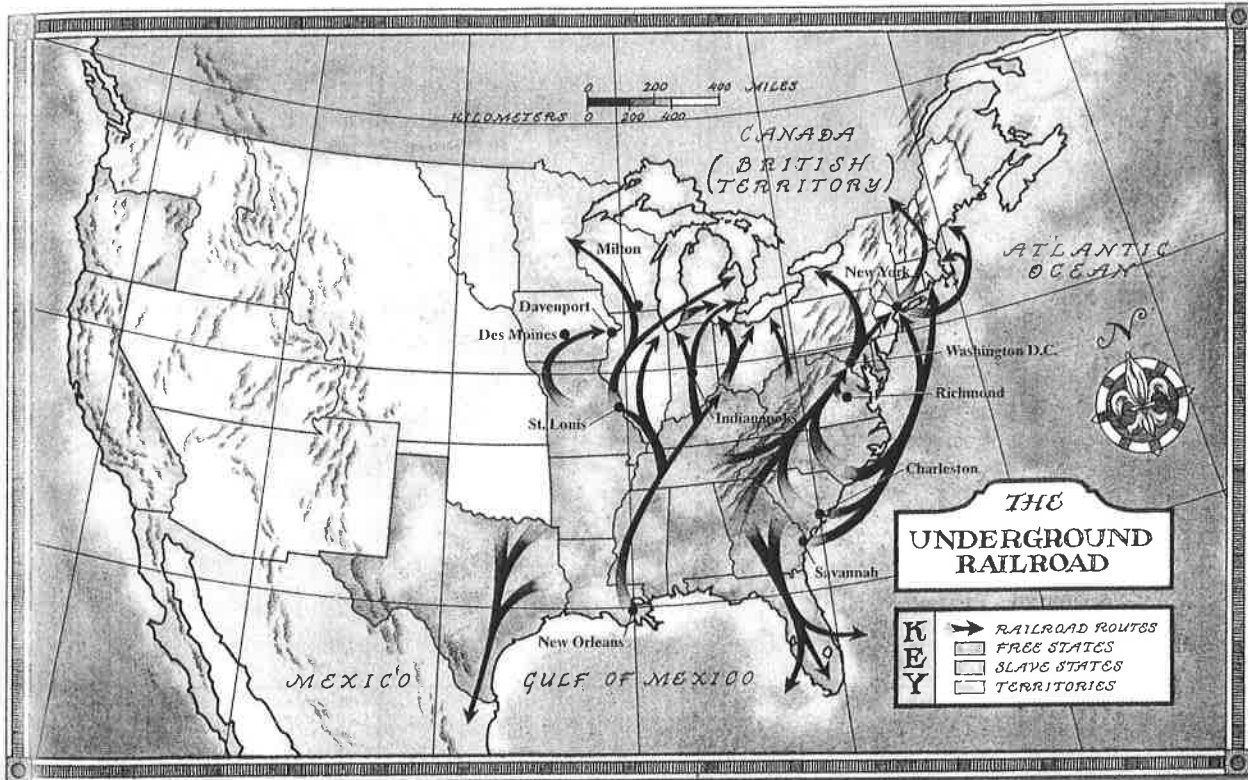 0 200 400 MILES
KILOMETERS 0 200 400
CANADA
(BRITISH
TERRITORY)
ATLANTIC
OCEAN
Milton
New York
Davenport
Des Moines
Washington D.C.
Richmond
St. Louis
Indianapolis
Charleston
Savannah
New Orleans
MEXICO
GULF OF MEXICO
N
THE
UNDERGROUND
RAILROAD
KEY
RAILROAD ROUTES
FREE STATES
SLAVE STATES
TERRITORIES